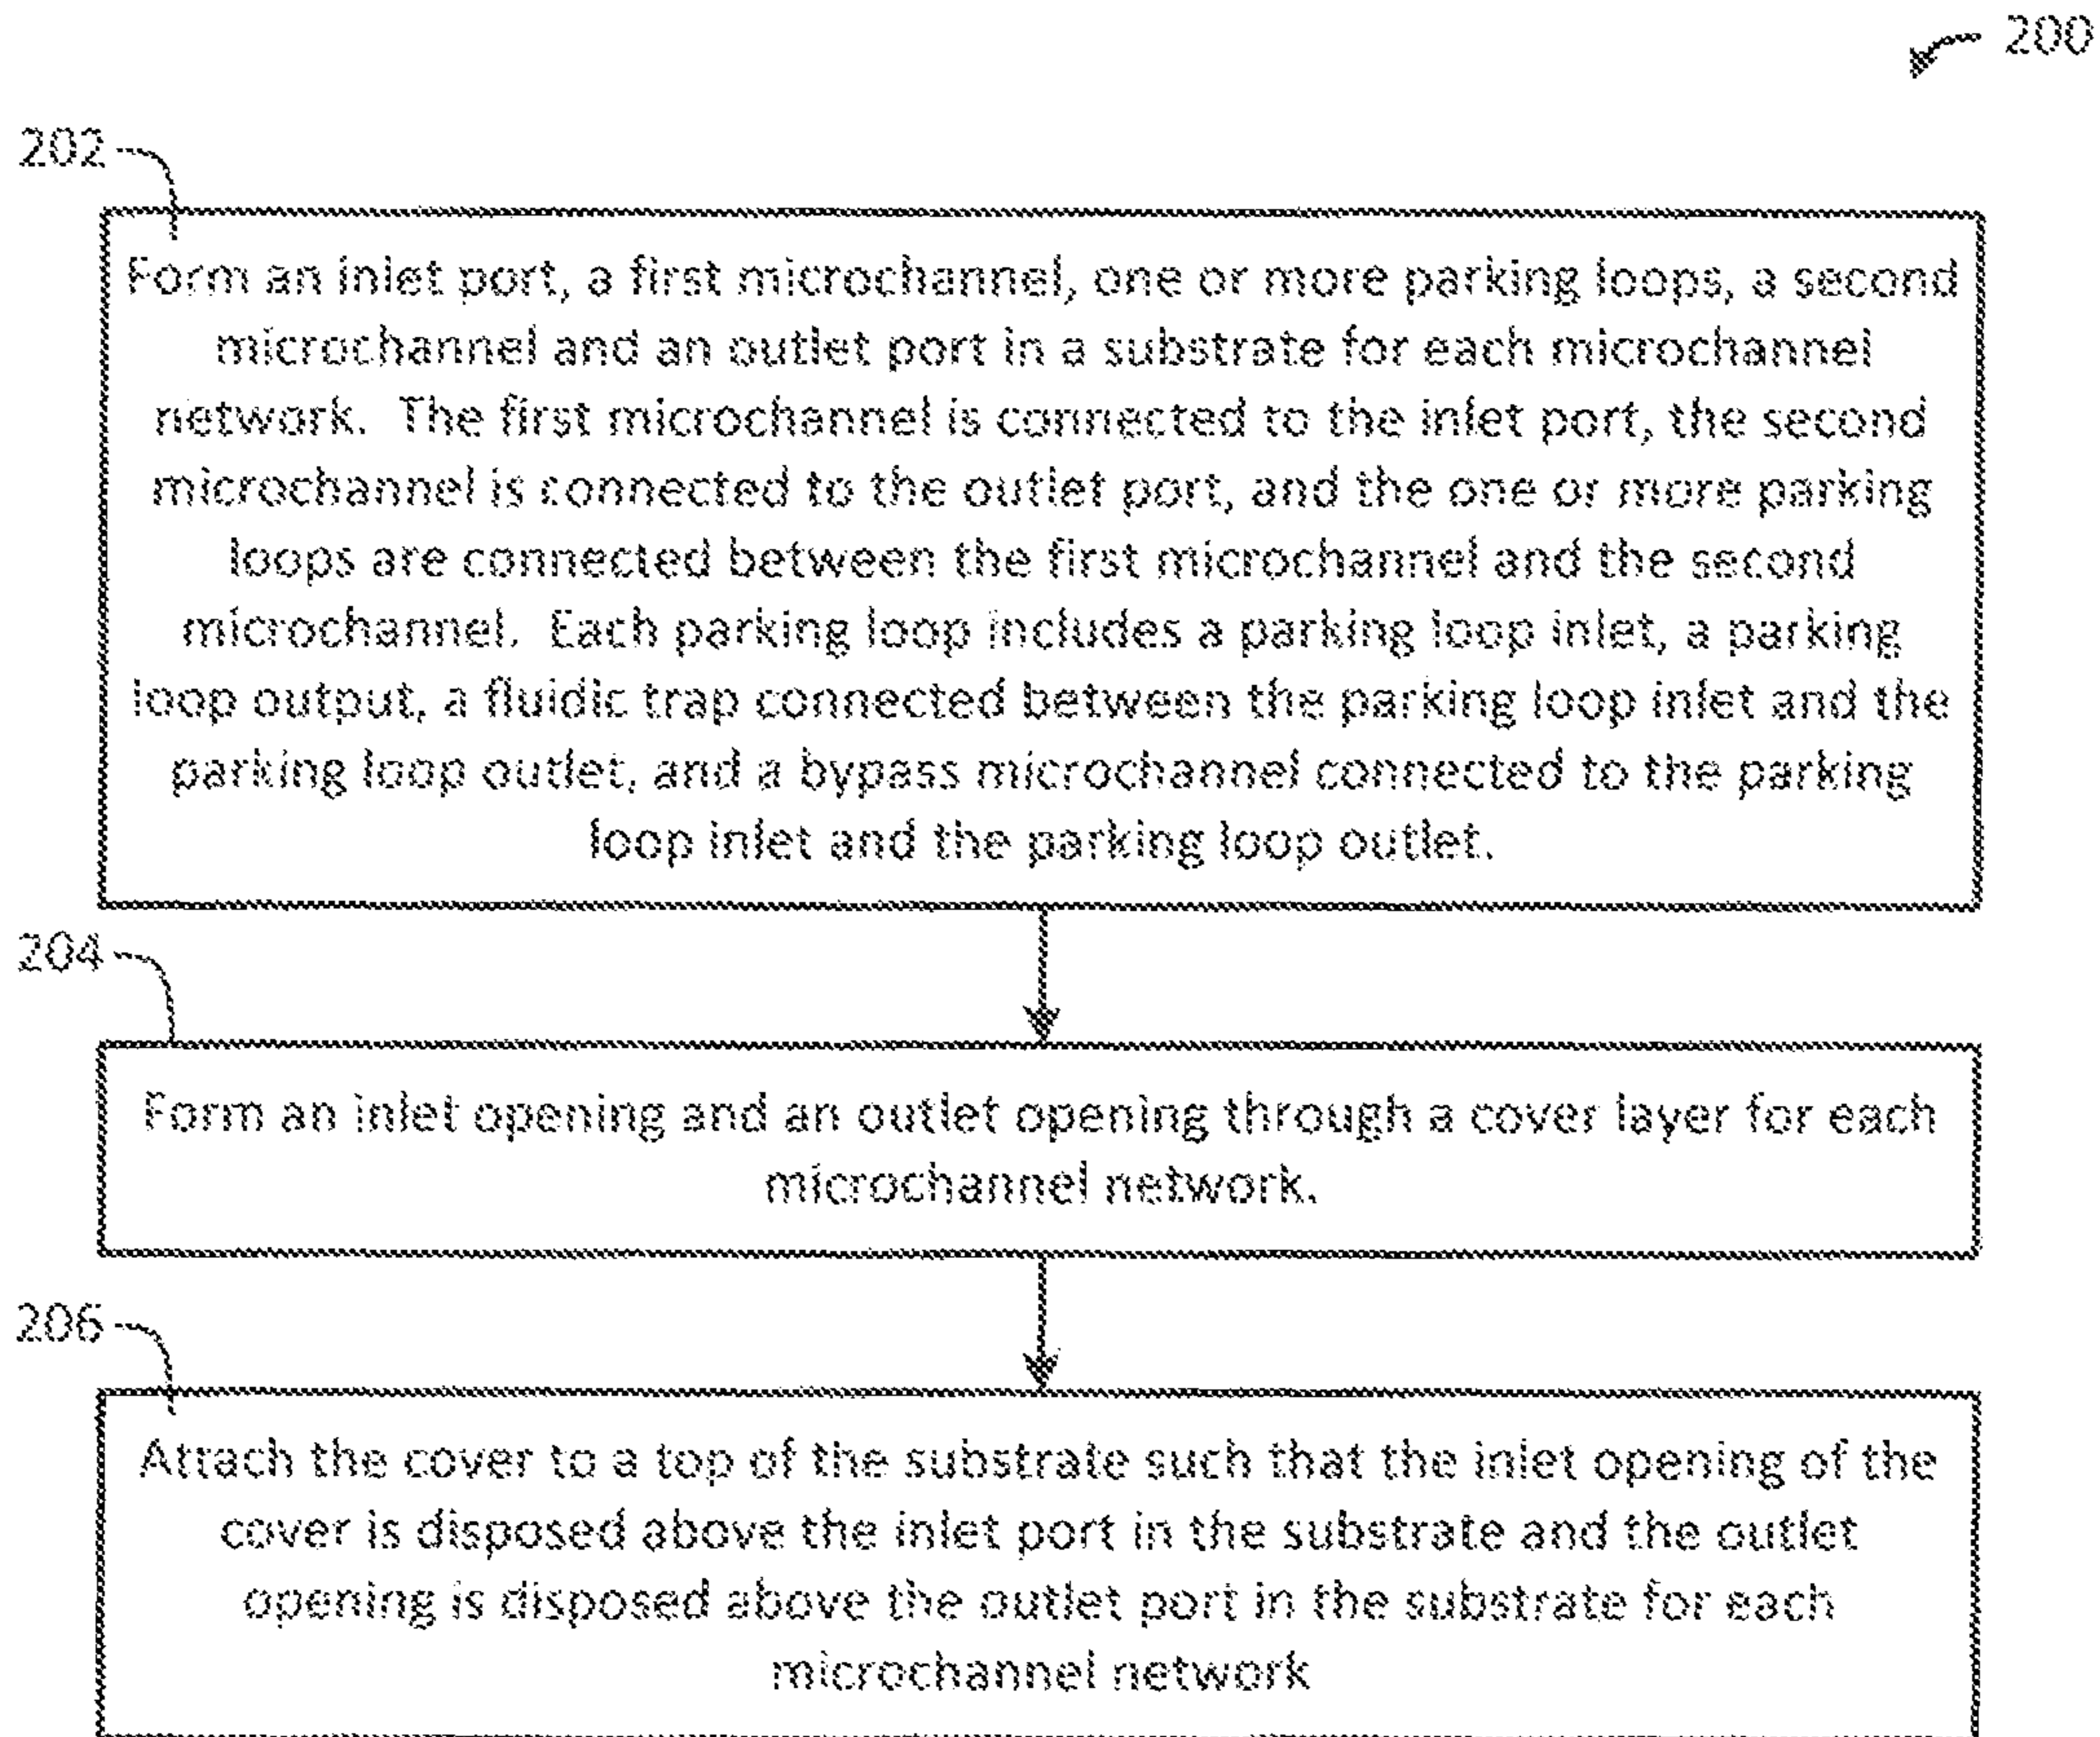 200
202
Form an inlet port, a first microchannel, one or more parking loops, a second
microchannel and an outlet port in a substrate for each microchannel
network. The first microchannel is connected to the inlet port, the second
microchannel is connected to the outlet port, and the one or more parking
loops are connected between the first microchannel and the second
microchannel. Each parking loop includes a parking loop inlet, a parking
loop output, a fluidic trap connected between the parking loop inlet and the
parking loop outlet, and a bypass microchannel connected to the parking
loop inlet and the parking loop outlet.
204
Form an inlet opening and an outlet opening through a cover layer for each
microchannel network.
206
Attach the cover to a top of the substrate such that the inlet opening of the
cover is disposed above the inlet port in the substrate and the outlet
opening is disposed above the outlet port in the substrate for each
microchannel network